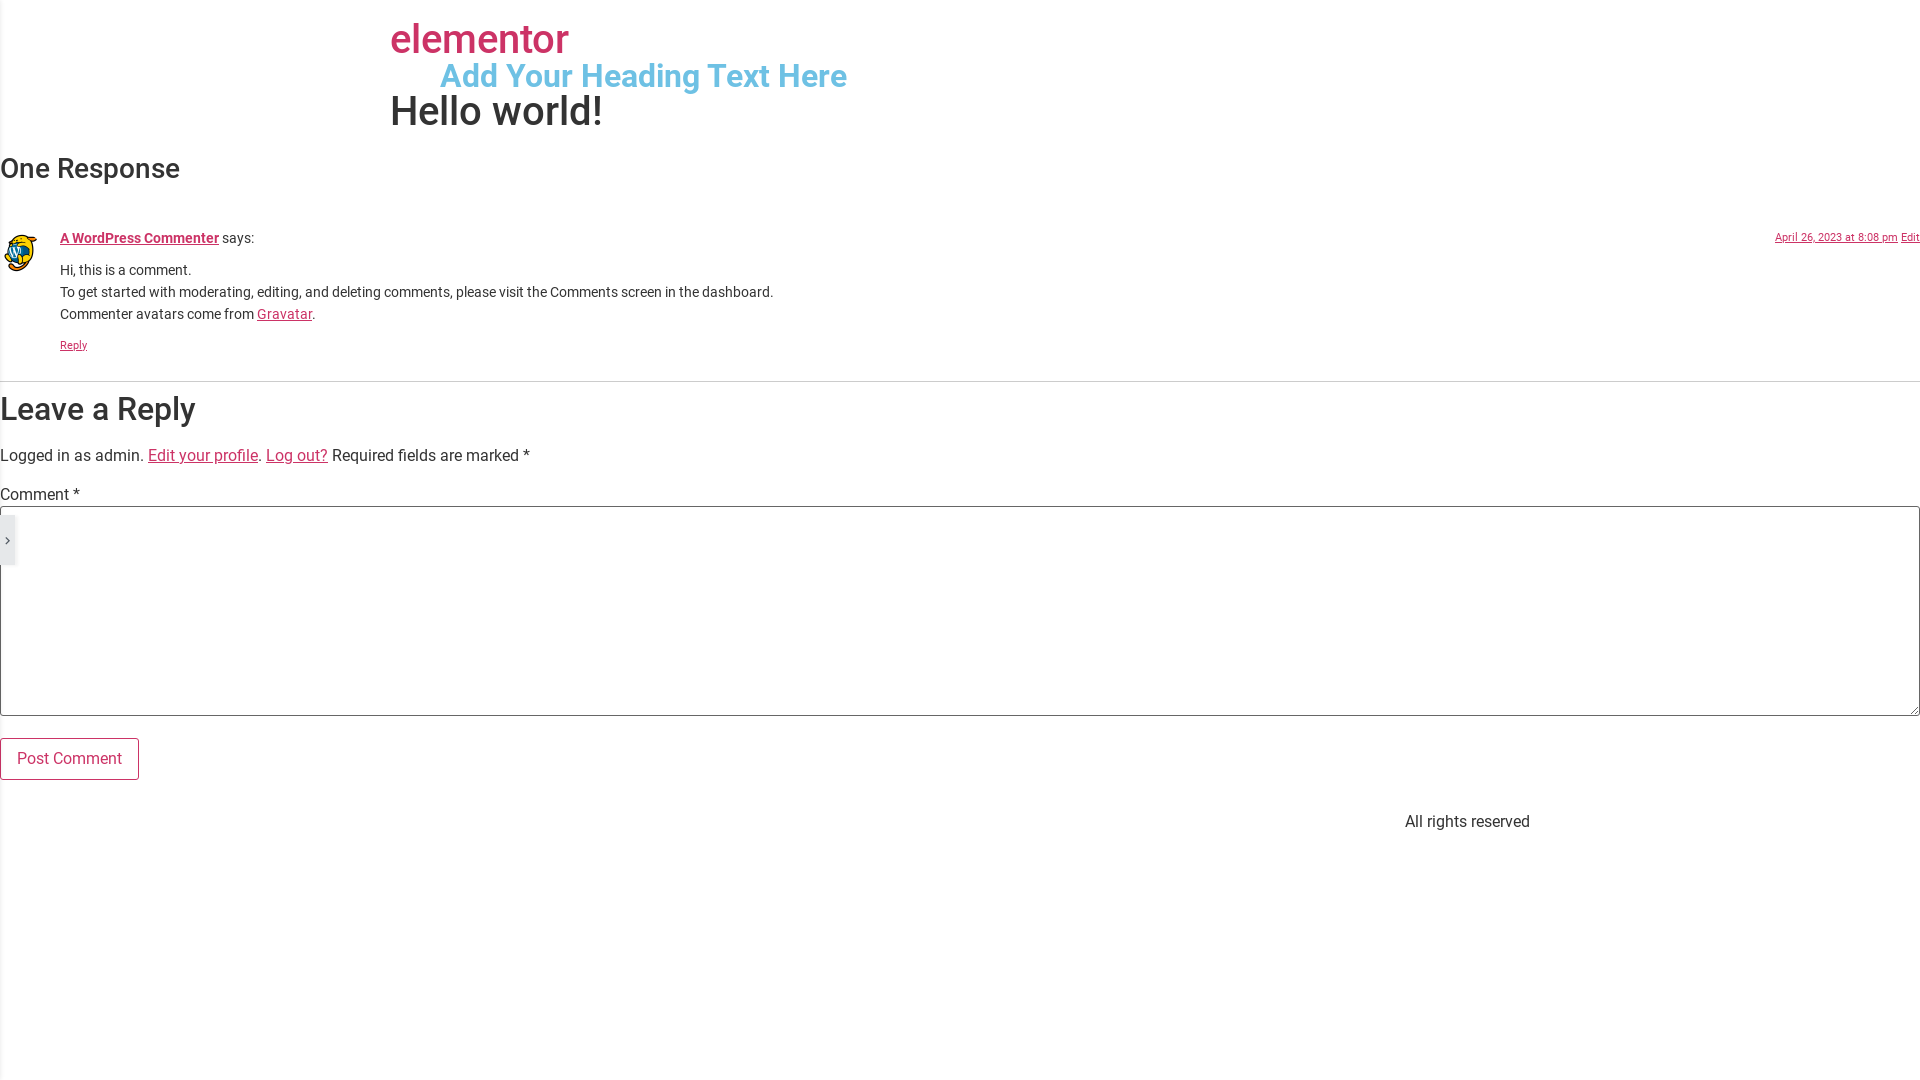 elementor
Add Your Heading Text Here
Hello world!
One Response
A WordPress Commenter says:
April 26, 2023 at 8:08 pm Edit
Hi, this is a comment.
To get started with moderating, editing, and deleting comments, please visit the Comments screen in the dashboard.
Commenter avatars come from Gravatar.
Reply
Leave a Reply
Logged in as admin. Edit your profile. Log out? Required fields are marked *
Comment *
Post Comment
All rights reserved